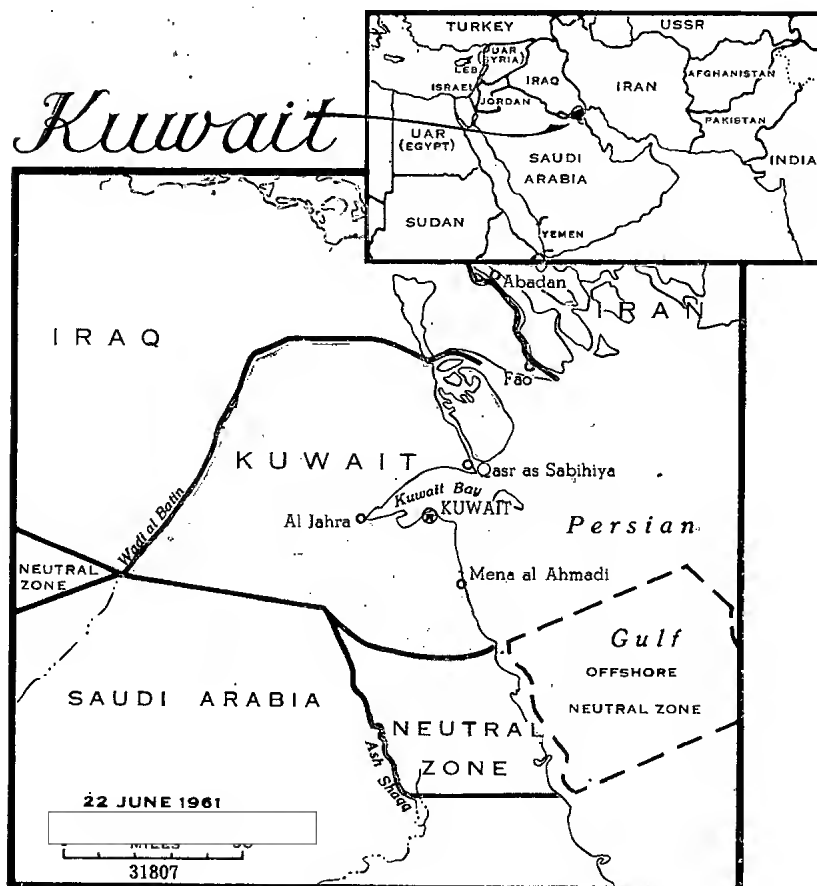 Kuwait
TURKEY
USSR
UAR
(SYRIA)
LEB
ISRAEL
JORDAN
IRAQ
IRAN
AFGHANISTAN
PAKISTAN
INDIA
UAR
(EGYPT)
SAUDI
ARABIA
SUDAN
YEMEN
IRAQ
Abadan
IRAN
Fao
KUWAIT
Qasr as Sabihiya
Kuwait Bay
Al Jahra
KUWAIT
Persian
Wadi al Batin
NEUTRAL
ZONE
Mena al Ahmadi
Gulf
OFFSHORE
NEUTRAL ZONE
SAUDI ARABIA
NEUTRAL
ZONE
Ash Shaqq
22 JUNE 1961
MILES
31807